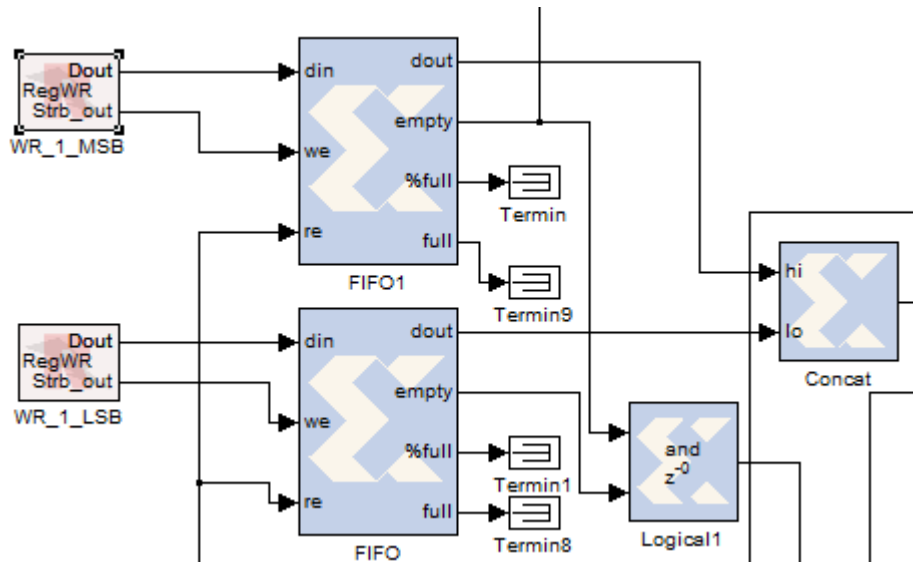 Dout
RegWR
Strb_out
WR_1_MSB
din
we
re
dout
empty
%full
full
FIFO1
Termin
Termin9
hi
lo
Concat
Dout
RegWR
Strb_out
WR_1_LSB
din
we
re
dout
empty
%full
full
FIFO
Termin1
Termin8
and
z-0
Logical1